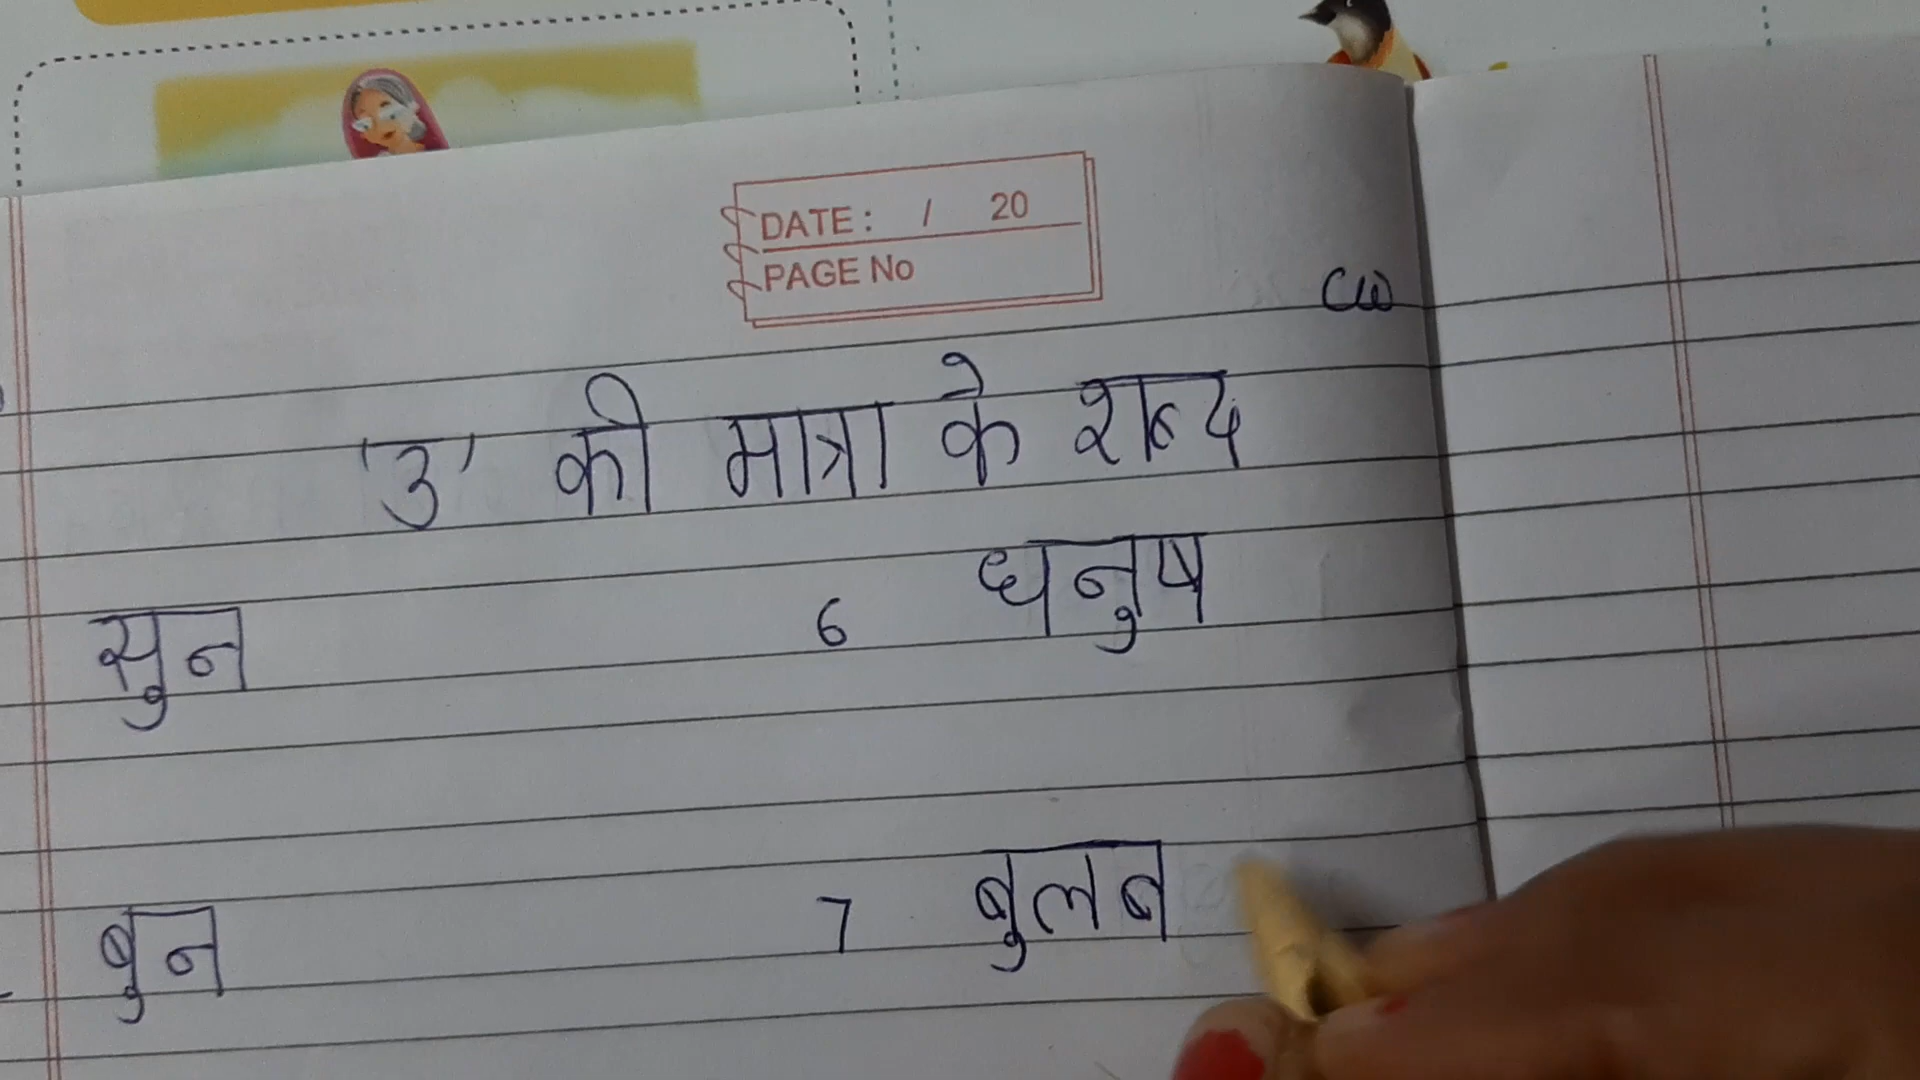 DATE : / 20
PAGE No
CW
'उ' की मात्रा के शब्द
सुन 6 धनुष
बुन 7 बुलब